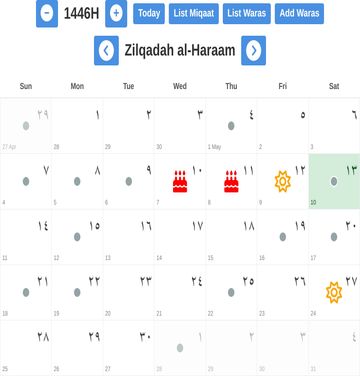 − 1446H + Today List Miqaat List Waras Add Waras
‹ Zilqadah al-Haraam ›
Sun Mon Tue Wed Thu Fri Sat
٢٩ ١ ٢ ٣ ٤ ٥ ٦
27 Apr 28 29 30 1 May 2 3
٧ ٨ ٩ ١٠ ١١ ١٢ ١٣
4 5 6 7 8 9 10
١٤ ١٥ ١٦ ١٧ ١٨ ١٩ ٢٠
11 12 13 14 15 16 17
٢١ ٢٢ ٢٣ ٢٤ ٢٥ ٢٦ ٢٧
18 19 20 21 22 23 24
٢٨ ٢٩ ٣٠ ١ ٢ ٣ ٤
25 26 27 28 29 30 31